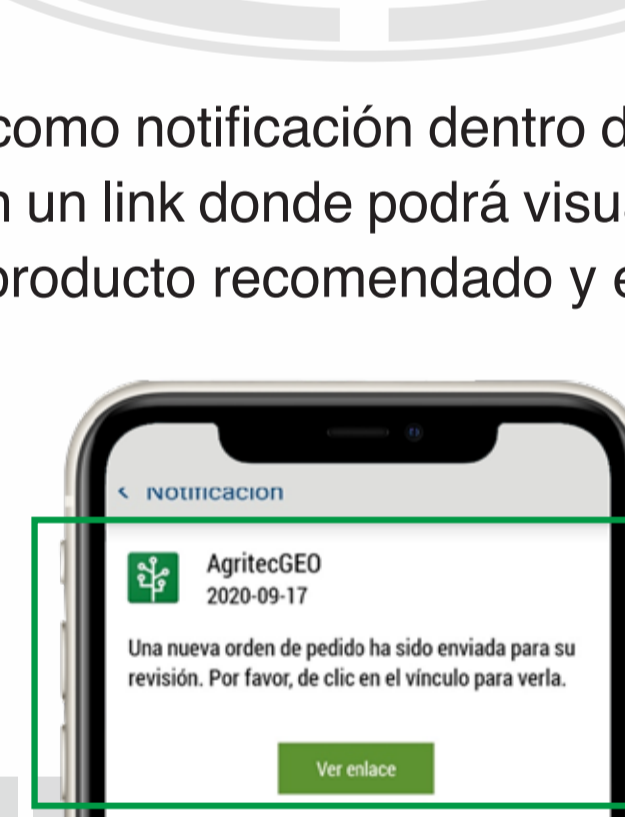 como notificación dentro d
un link donde podrá visu
producto recomendado y e
< Notificación
AgritecGEO
2020-09-17
Una nueva orden de pedido ha sido enviada para su
revisión. Por favor, de clic en el vínculo para verla.
Ver enlace